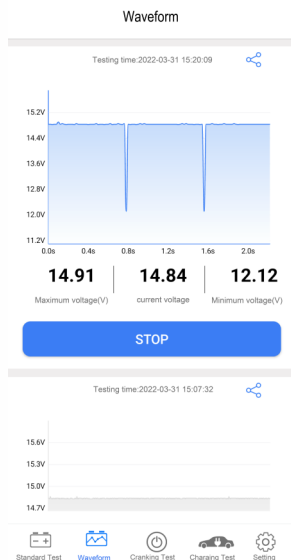 Waveform
Testing time:2022-03-31 15:20:09
15.2V
14.4V
13.6V
12.8V
12.0V
11.2V
0.0s 0.4s 0.8s 1.2s 1.6s 2.0s
14.91 14.84 12.12
Maximum voltage(V) current voltage Minimum voltage(V)
STOP
Testing time:2022-03-31 15:07:32
15.6V
15.3V
15.0V
14.7V
Standard Test Waveform Cranking Test Charging Test Setting